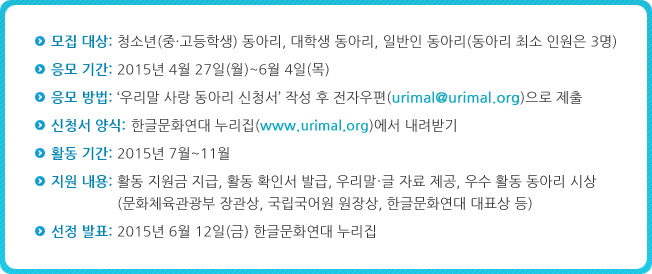 모집 대상: 청소년(중·고등학생) 동아리, 대학생 동아리, 일반인 동아리(동아리 최소 인원은 3명)
응모 기간: 2015년 4월 27일(월)~6월 4일(목)
응모 방법: ‘우리말 사랑 동아리 신청서’ 작성 후 전자우편(urimal@urimal.org)으로 제출
신청서 양식: 한글문화연대 누리집(www.urimal.org)에서 내려받기
활동 기간: 2015년 7월~11월
지원 내용: 활동 지원금 지급, 활동 확인서 발급, 우리말·글 자료 제공, 우수 활동 동아리 시상
(문화체육관광부 장관상, 국립국어원 원장상, 한글문화연대 대표상 등)
선정 발표: 2015년 6월 12일(금) 한글문화연대 누리집